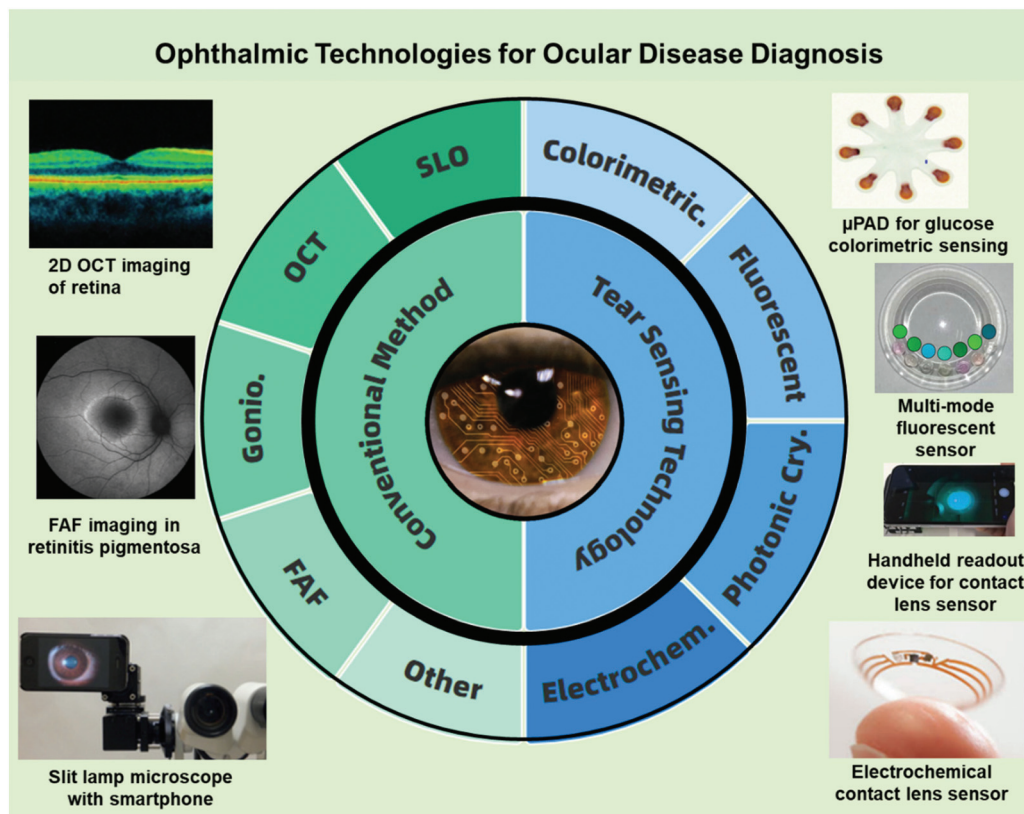 Ophthalmic Technologies for Ocular Disease Diagnosis
2D OCT imaging
of retina
FAF imaging in
retinitis pigmentosa
Slit lamp microscope
with smartphone
SLO
OCT
Gonio.
FAF
Other
Conventional Method
Tear Sensing Technology
Colorimetric.
Fluorescent
Photonic Cry.
Electrochem.
µPAD for glucose
colorimetric sensing
Multi-mode
fluorescent
sensor
Handheld readout
device for contact
lens sensor
Electrochemical
contact lens sensor